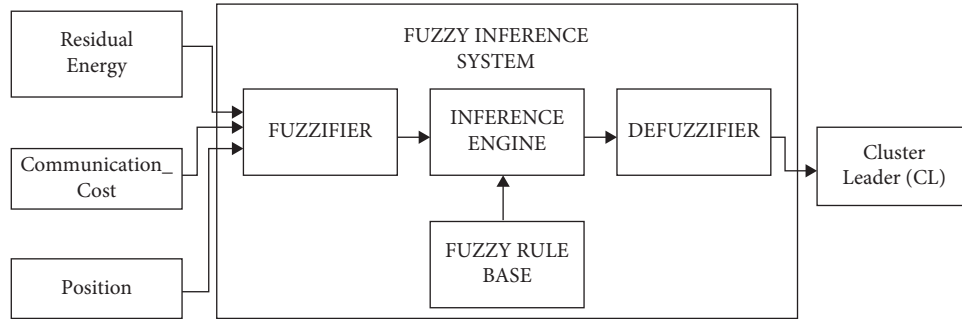 Residual
Energy
Communication_
Cost
Position
FUZZY INFERENCE
SYSTEM
FUZZIFIER
INFERENCE
ENGINE
DEFUZZIFIER
FUZZY RULE
BASE
Cluster
Leader (CL)